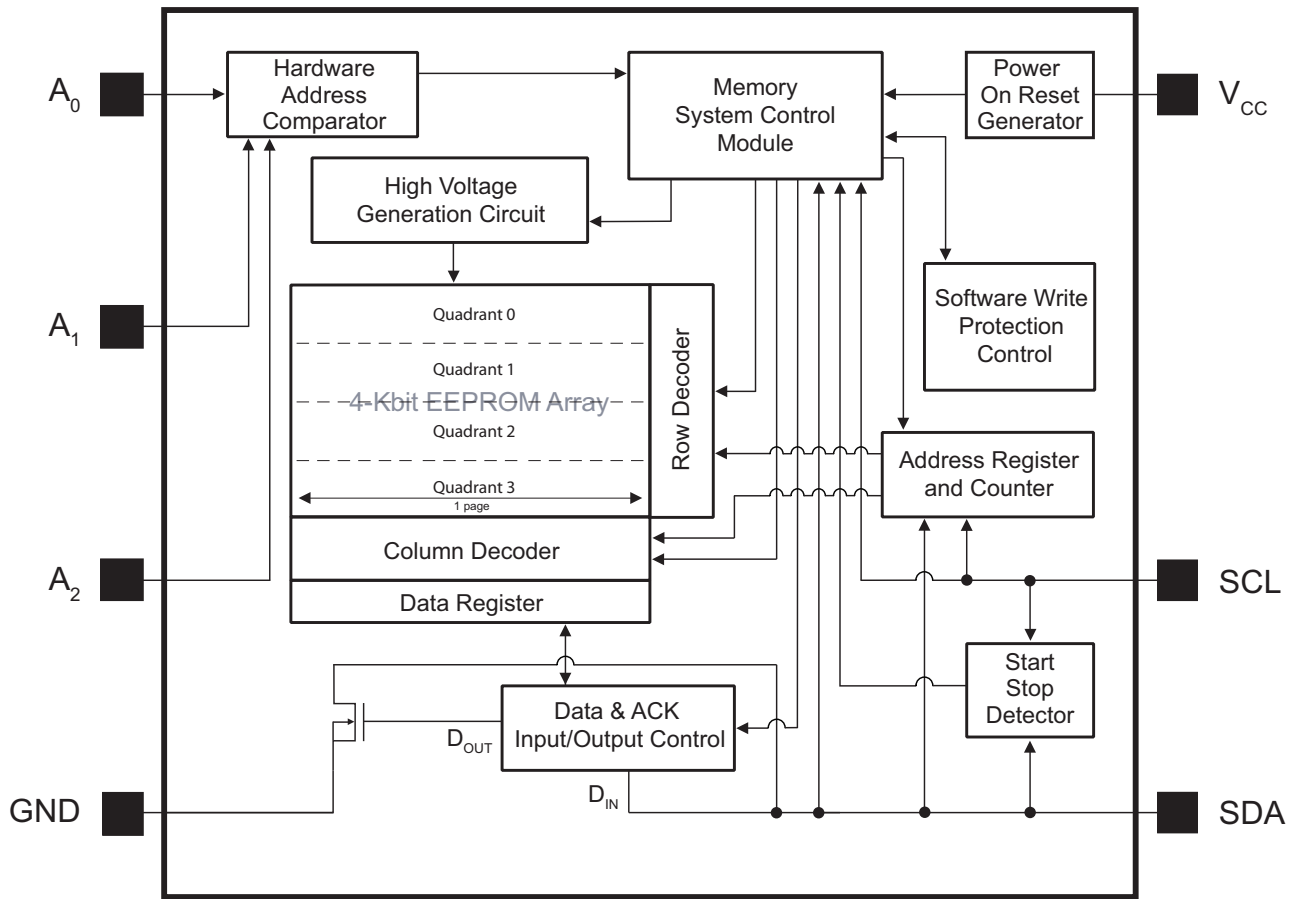 A0
Hardware
Address
Comparator
Memory
System Control
Module
Power
On Reset
Generator
VCC
High Voltage
Generation Circuit
A1
Quadrant 0
Quadrant 1
4-Kbit EEPROM Array
Quadrant 2
Quadrant 3
1 page
Row Decoder
Software Write
Protection
Control
Address Register
and Counter
Column Decoder
Data Register
A2
SCL
Start
Stop
Detector
Data & ACK
Input/Output Control
DOUT
DIN
GND
SDA